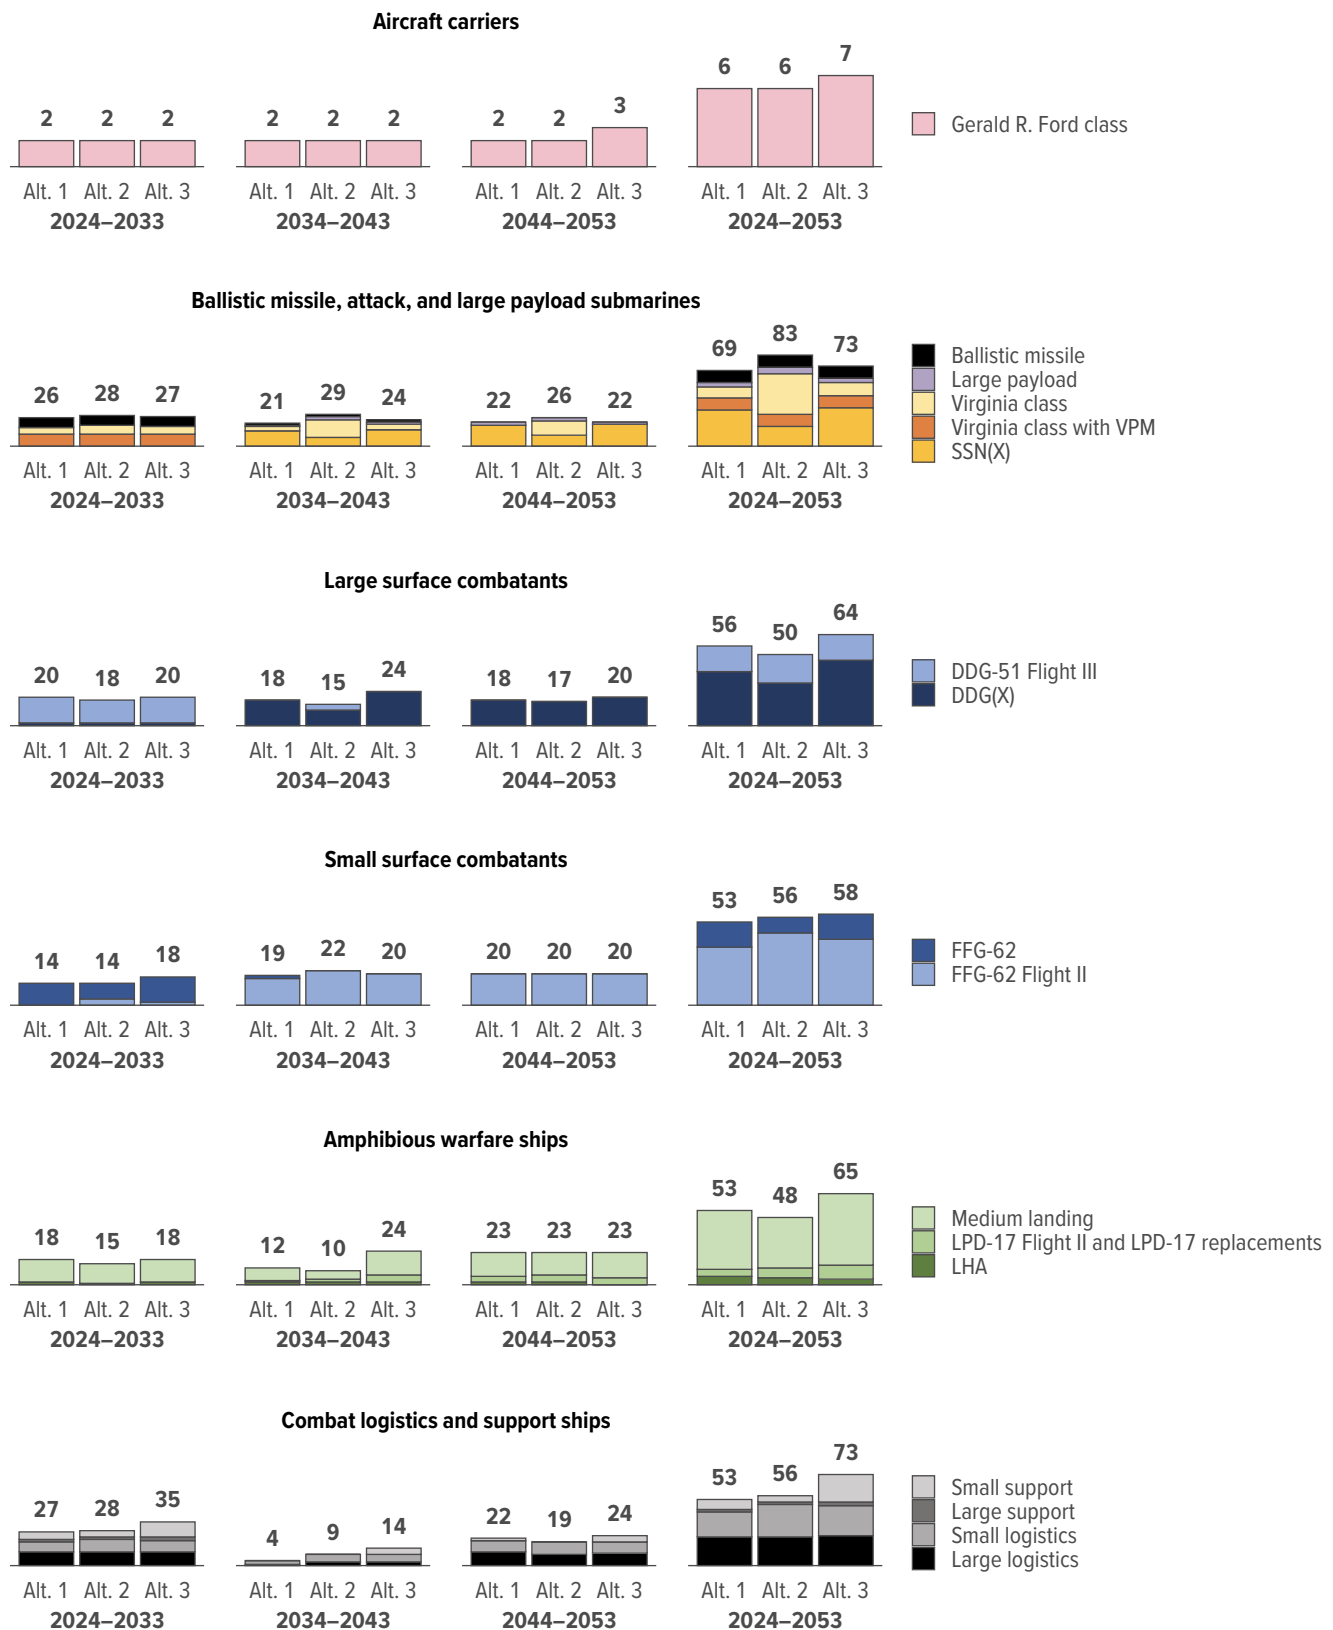 Aircraft carriers
2 2 2 2 2 2 2 2 3 6 6 7
Gerald R. Ford class
Alt. 1 Alt. 2 Alt. 3 Alt. 1 Alt. 2 Alt. 3 Alt. 1 Alt. 2 Alt. 3 Alt. 1 Alt. 2 Alt. 3
2024–2033 2034–2043 2044–2053 2024–2053
Ballistic missile, attack, and large payload submarines
26 28 27 21 29 24 22 26 22 69 83 73
Ballistic missile
Large payload
Virginia class
Virginia class with VPM
SSN(X)
Alt. 1 Alt. 2 Alt. 3 Alt. 1 Alt. 2 Alt. 3 Alt. 1 Alt. 2 Alt. 3 Alt. 1 Alt. 2 Alt. 3
2024–2033 2034–2043 2044–2053 2024–2053
Large surface combatants
20 18 20 18 15 24 18 17 20 56 50 64
DDG-51 Flight III
DDG(X)
Alt. 1 Alt. 2 Alt. 3 Alt. 1 Alt. 2 Alt. 3 Alt. 1 Alt. 2 Alt. 3 Alt. 1 Alt. 2 Alt. 3
2024–2033 2034–2043 2044–2053 2024–2053
Small surface combatants
14 14 18 19 22 20 20 20 20 53 56 58
FFG-62
FFG-62 Flight II
Alt. 1 Alt. 2 Alt. 3 Alt. 1 Alt. 2 Alt. 3 Alt. 1 Alt. 2 Alt. 3 Alt. 1 Alt. 2 Alt. 3
2024–2033 2034–2043 2044–2053 2024–2053
Amphibious warfare ships
18 15 18 12 10 24 23 23 23 53 48 65
Medium landing
LPD-17 Flight II and LPD-17 replacements
LHA
Alt. 1 Alt. 2 Alt. 3 Alt. 1 Alt. 2 Alt. 3 Alt. 1 Alt. 2 Alt. 3 Alt. 1 Alt. 2 Alt. 3
2024–2033 2034–2043 2044–2053 2024–2053
Combat logistics and support ships
27 28 35 4 9 14 22 19 24 53 56 73
Small support
Large support
Small logistics
Large logistics
Alt. 1 Alt. 2 Alt. 3 Alt. 1 Alt. 2 Alt. 3 Alt. 1 Alt. 2 Alt. 3 Alt. 1 Alt. 2 Alt. 3
2024–2033 2034–2043 2044–2053 2024–2053